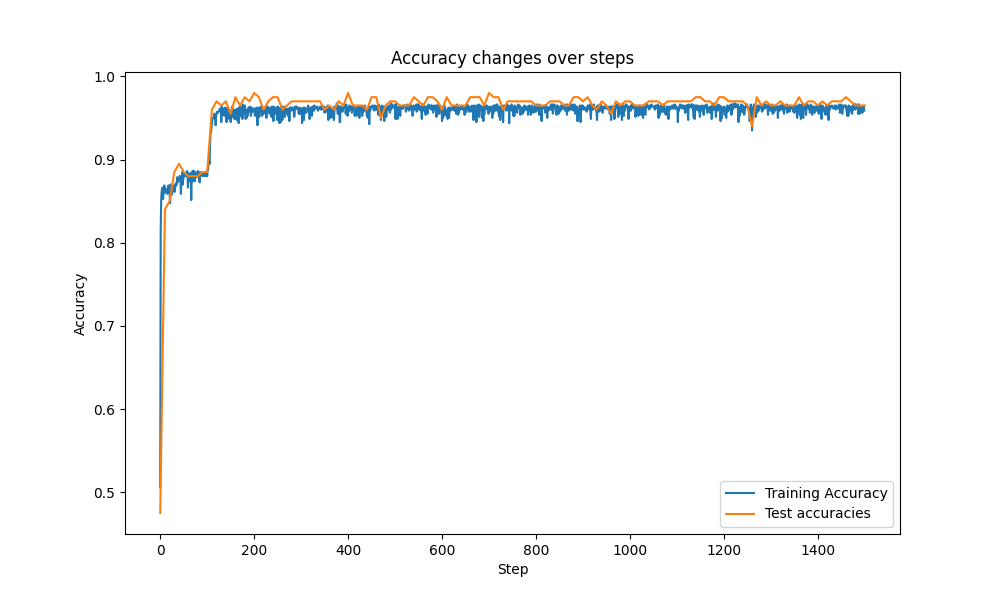 Accuracy changes over steps
1.0
0.9
0.8
0.7
0.6
0.5
Accuracy
Training Accuracy
Test accuracies
0 200 400 600 800 1000 1200 1400
Step